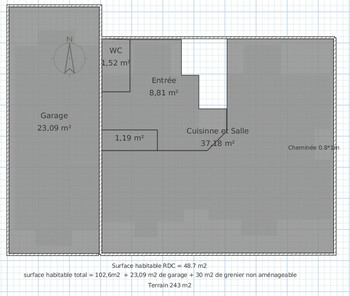 N
WC
1,52 m²
Entrée
8,81 m²
Garage
23,09 m²
1,19 m²
Cuisinne et Salle
37,18 m²
Cheminée 0.8*1m
Surface habitable RDC = 48.7 m2
surface habitable total = 102,6m2 + 23,09 m2 de garage + 30 m2 de grenier non aménageable
Terrain 243 m2